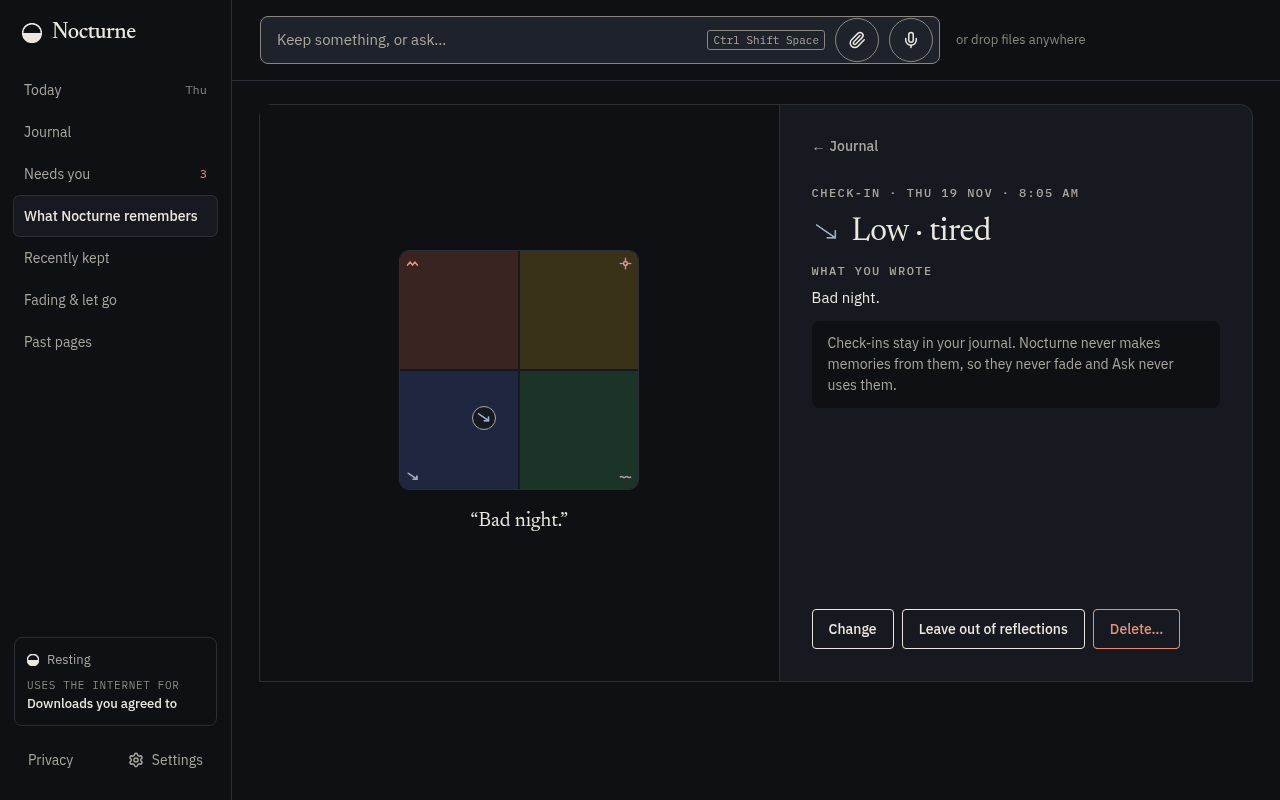 Nocturne
Today Thu
Journal
Needs you 3
What Nocturne remembers
Recently kept
Fading & let go
Past pages
Resting
USES THE INTERNET FOR
Downloads you agreed to
Privacy
Settings
Keep something, or ask…
Ctrl Shift Space
or drop files anywhere
“Bad night.”
← Journal
CHECK-IN · THU 19 NOV · 8:05 AM
Low · tired
WHAT YOU WROTE
Bad night.
Check-ins stay in your journal. Nocturne never makes
memories from them, so they never fade and Ask never
uses them.
Change
Leave out of reflections
Delete…